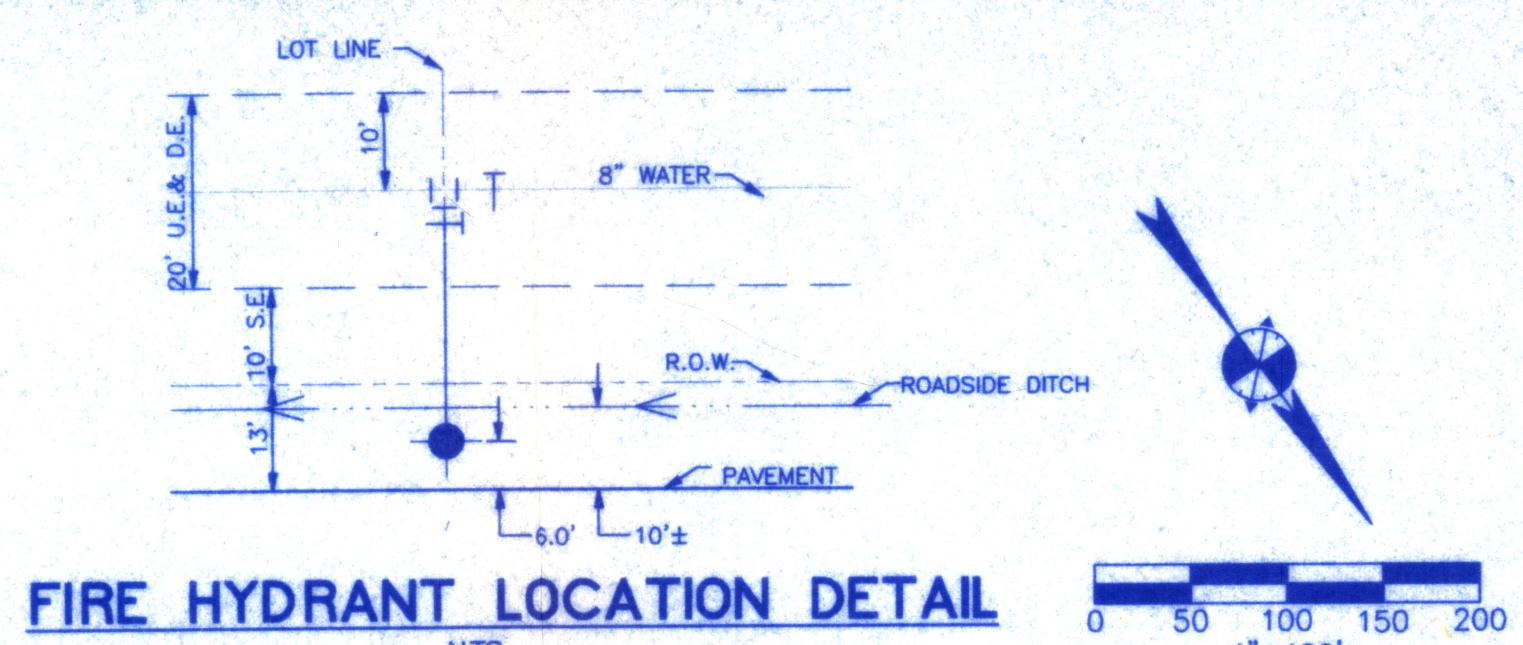 LOT LINE
10'
20' U.E.& D.E.
8" WATER
10' S.E.
R.O.W.
ROADSIDE DITCH
13'
PAVEMENT
6.0'
10'±
FIRE HYDRANT LOCATION DETAIL
0 50 100 150 200